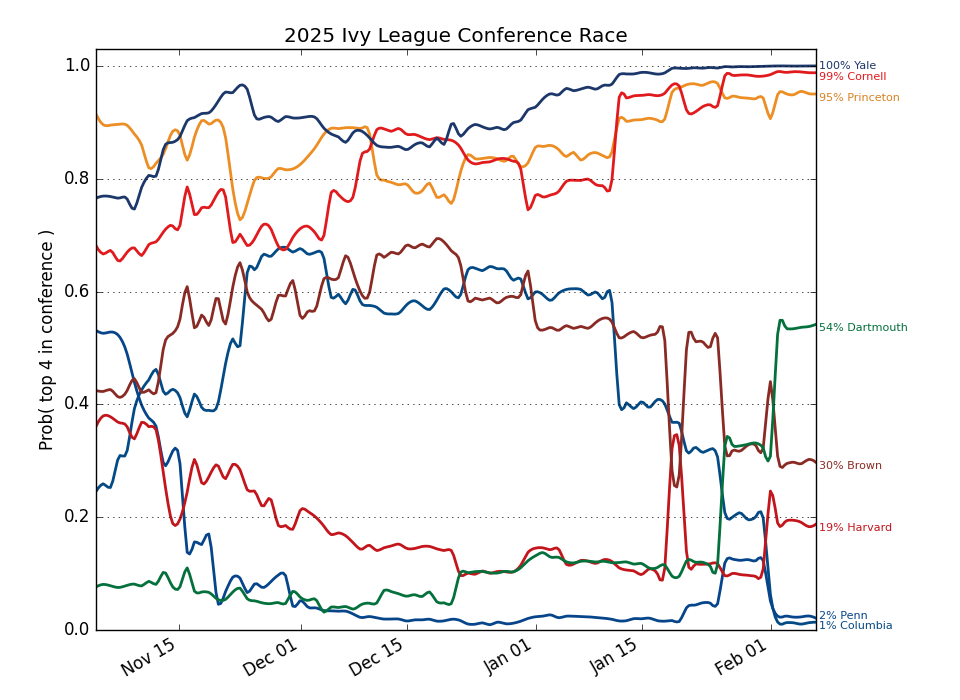 2025 Ivy League Conference Race
Prob( top 4 in conference )
1.0
0.8
0.6
0.4
0.2
0.0
Nov 15
Dec 01
Dec 15
Jan 01
Jan 15
Feb 01
100% Yale
99% Cornell
95% Princeton
54% Dartmouth
30% Brown
19% Harvard
2% Penn
1% Columbia